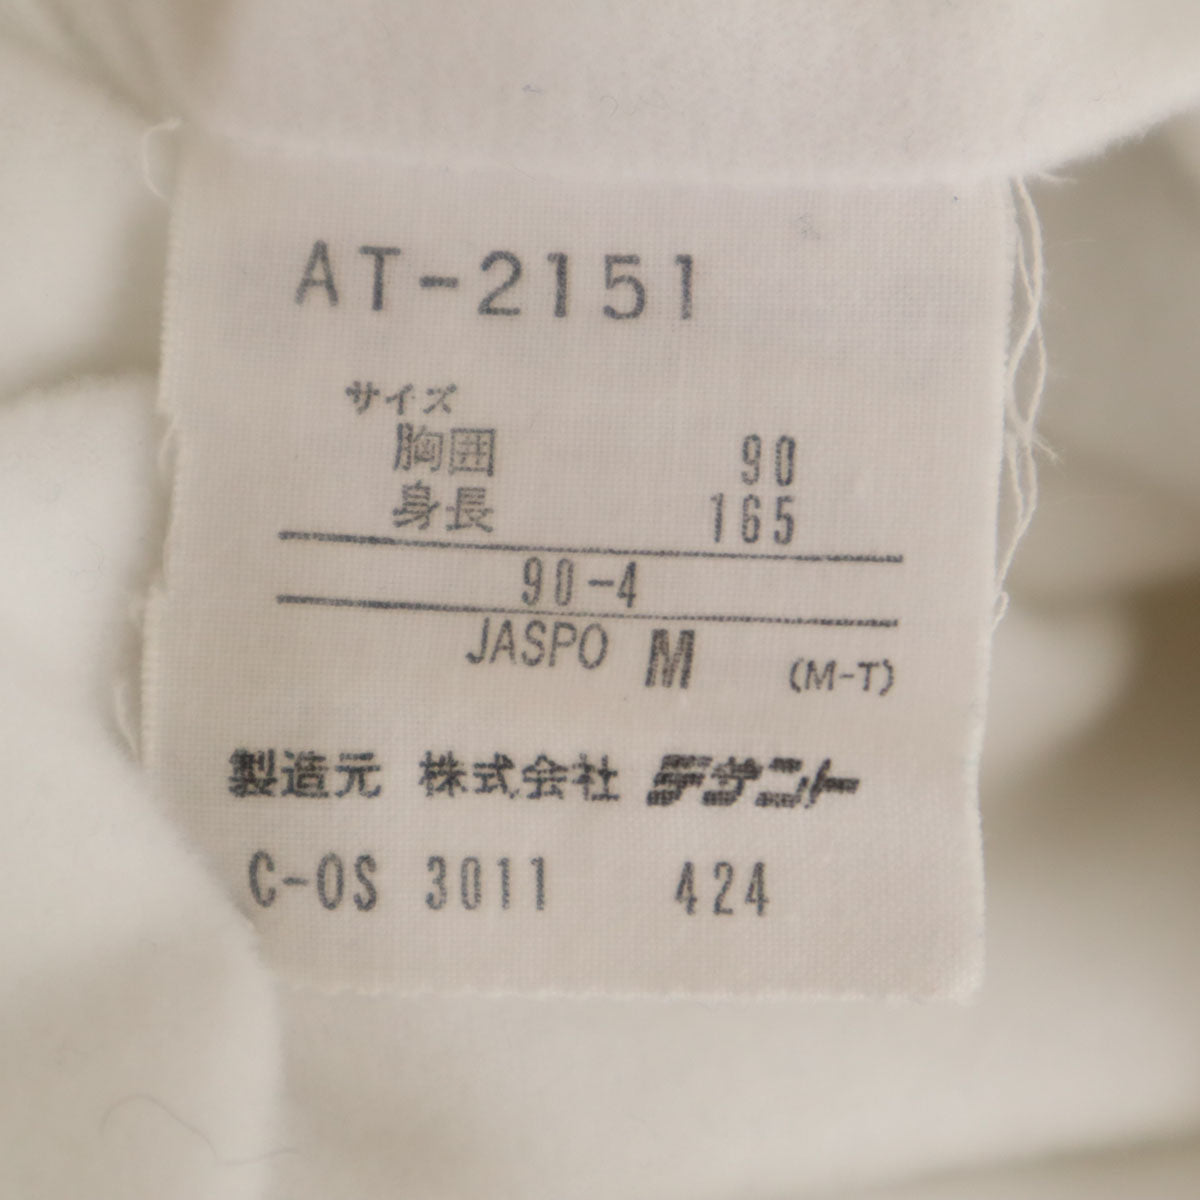 AT-2151
サイズ
胸囲 90
身長 165
90-4
JASPO M (M-T)
製造元 株式会社 デサント
C-OS 3011 424